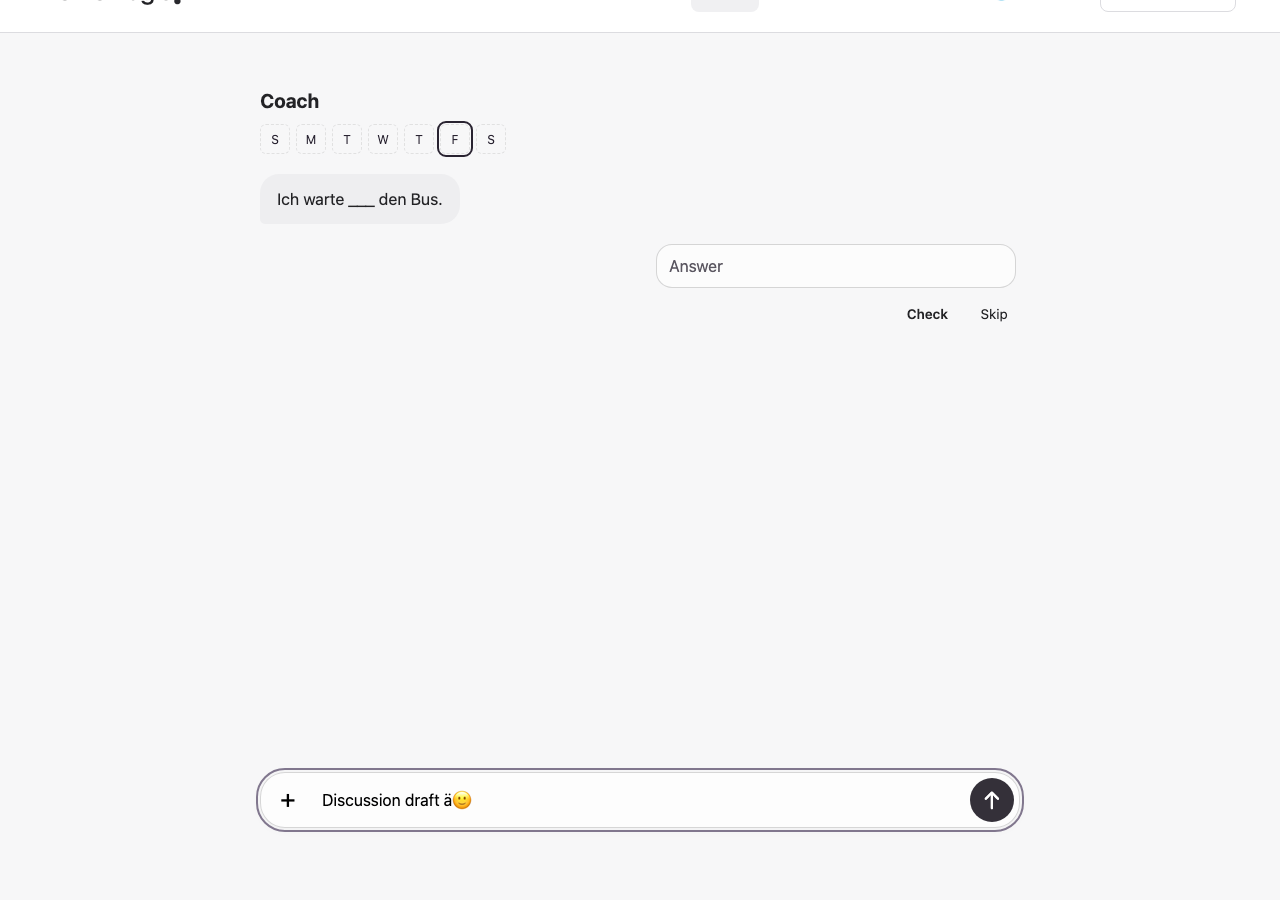 Coach
S M T W T F S
Ich warte ___ den Bus.
Answer
Check Skip
Discussion draft ä🙂